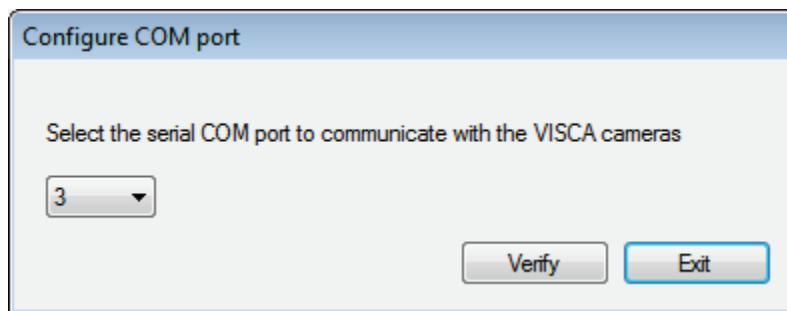 Configure COM port
Select the serial COM port to communicate with the VISCA cameras
3
Verify Exit